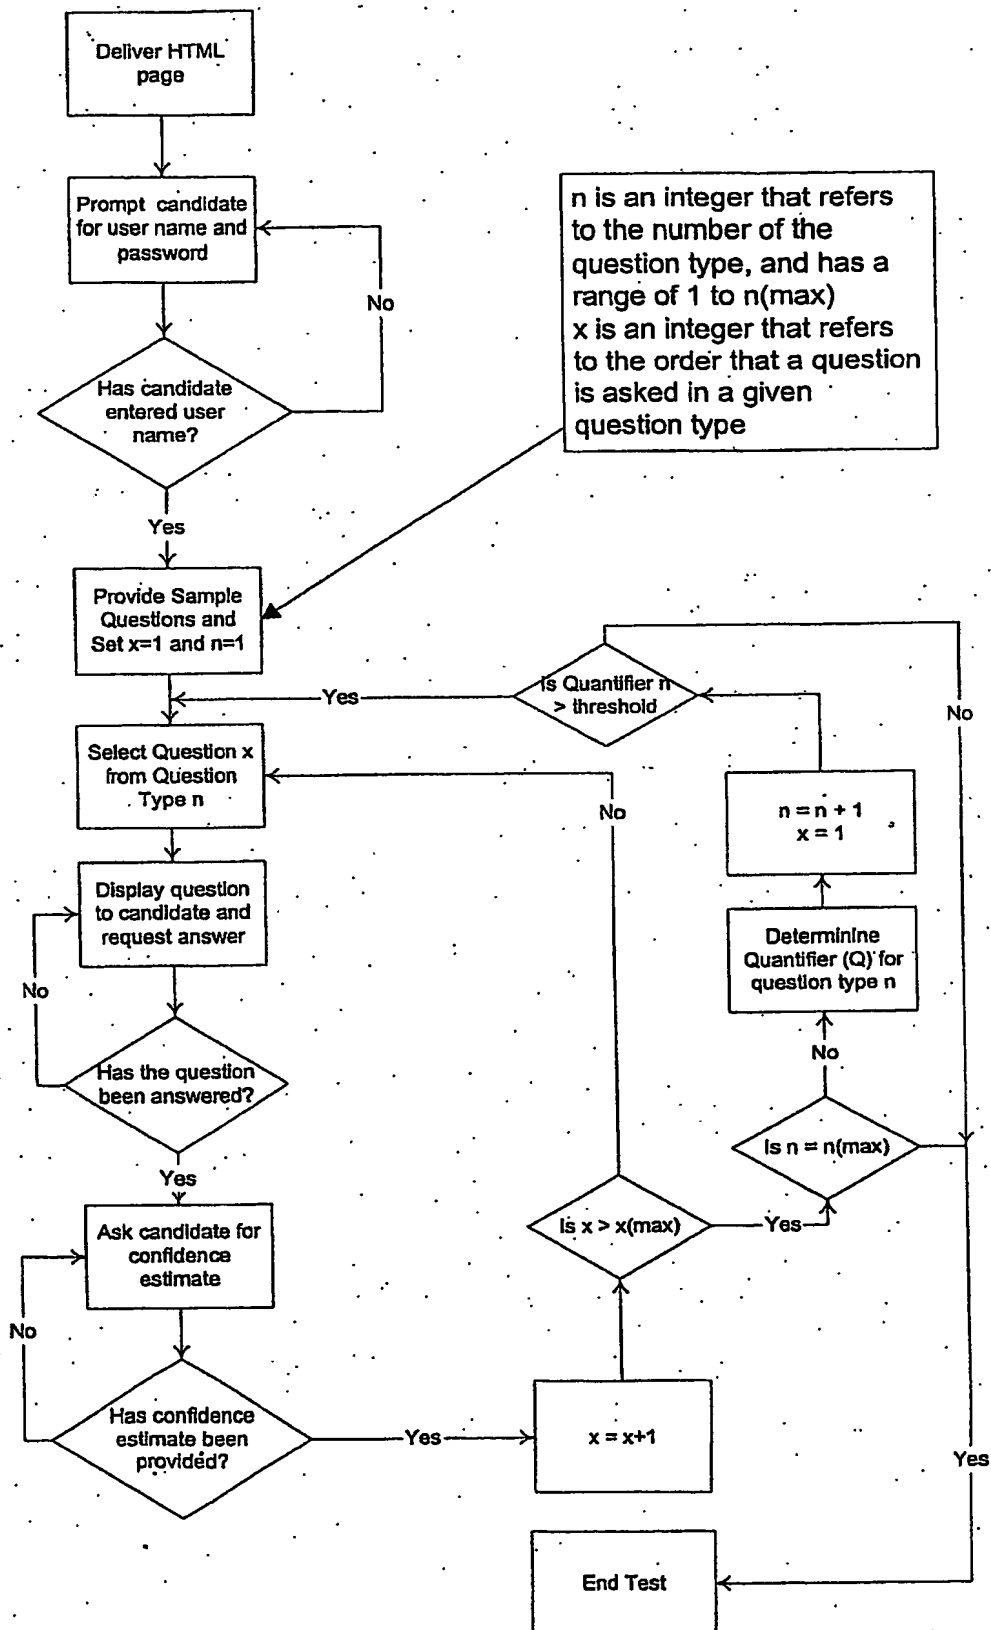 Deliver HTML
page
Prompt candidate
for user name and
password
No
Has candidate
entered user
name?
Yes
n is an integer that refers
to the number of the
question type, and has a
range of 1 to n(max)
x is an integer that refers
to the order that a question
is asked in a given
question type
Provide Sample
Questions and
Set x=1 and n=1
Is Quantifier n
> threshold
Yes
No
Select Question x
from Question
Type n
No
n = n + 1
x = 1
Display question
to candidate and
request answer
Determinine
Quantifier (Q) for
question type n
No
No
Has the question
been answered?
Is n = n(max)
Yes
Is x > x(max)
Yes
Ask candidate for
confidence
estimate
No
Has confidence
estimate been
provided?
Yes
x = x+1
Yes
End Test